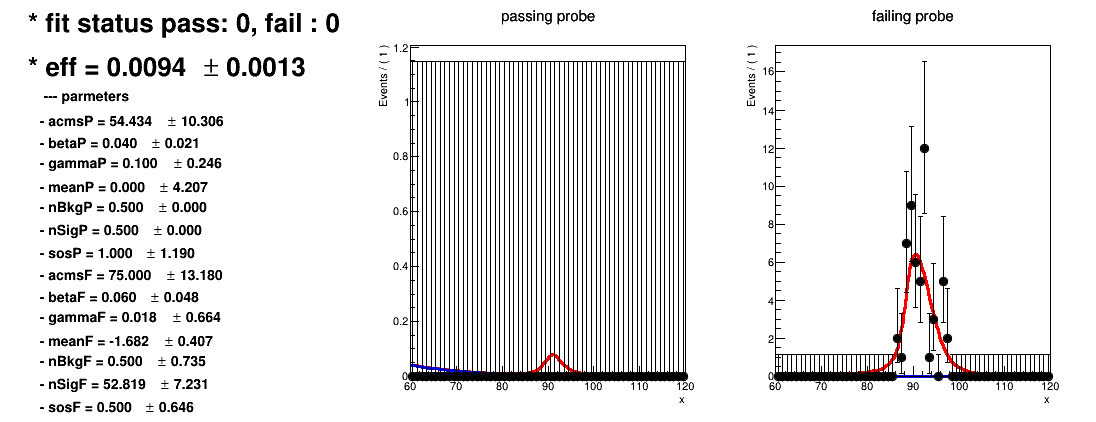 * fit status pass: 0, fail : 0
* eff = 0.0094 ± 0.0013
--- parmeters
- acmsP = 54.434 ± 10.306
- betaP = 0.040 ± 0.021
- gammaP = 0.100 ± 0.246
- meanP = 0.000 ± 4.207
- nBkgP = 0.500 ± 0.000
- nSigP = 0.500 ± 0.000
- sosP = 1.000 ± 1.190
- acmsF = 75.000 ± 13.180
- betaF = 0.060 ± 0.048
- gammaF = 0.018 ± 0.664
- meanF = -1.682 ± 0.407
- nBkgF = 0.500 ± 0.735
- nSigF = 52.819 ± 7.231
- sosF = 0.500 ± 0.646
passing probe
Events / ( 1 )
1.2
1
0.8
0.6
0.4
0.2
0
60 70 80 90 100 110 120
x
failing probe
Events / ( 1 )
16
14
12
10
8
6
4
2
0
60 70 80 90 100 110 120
x